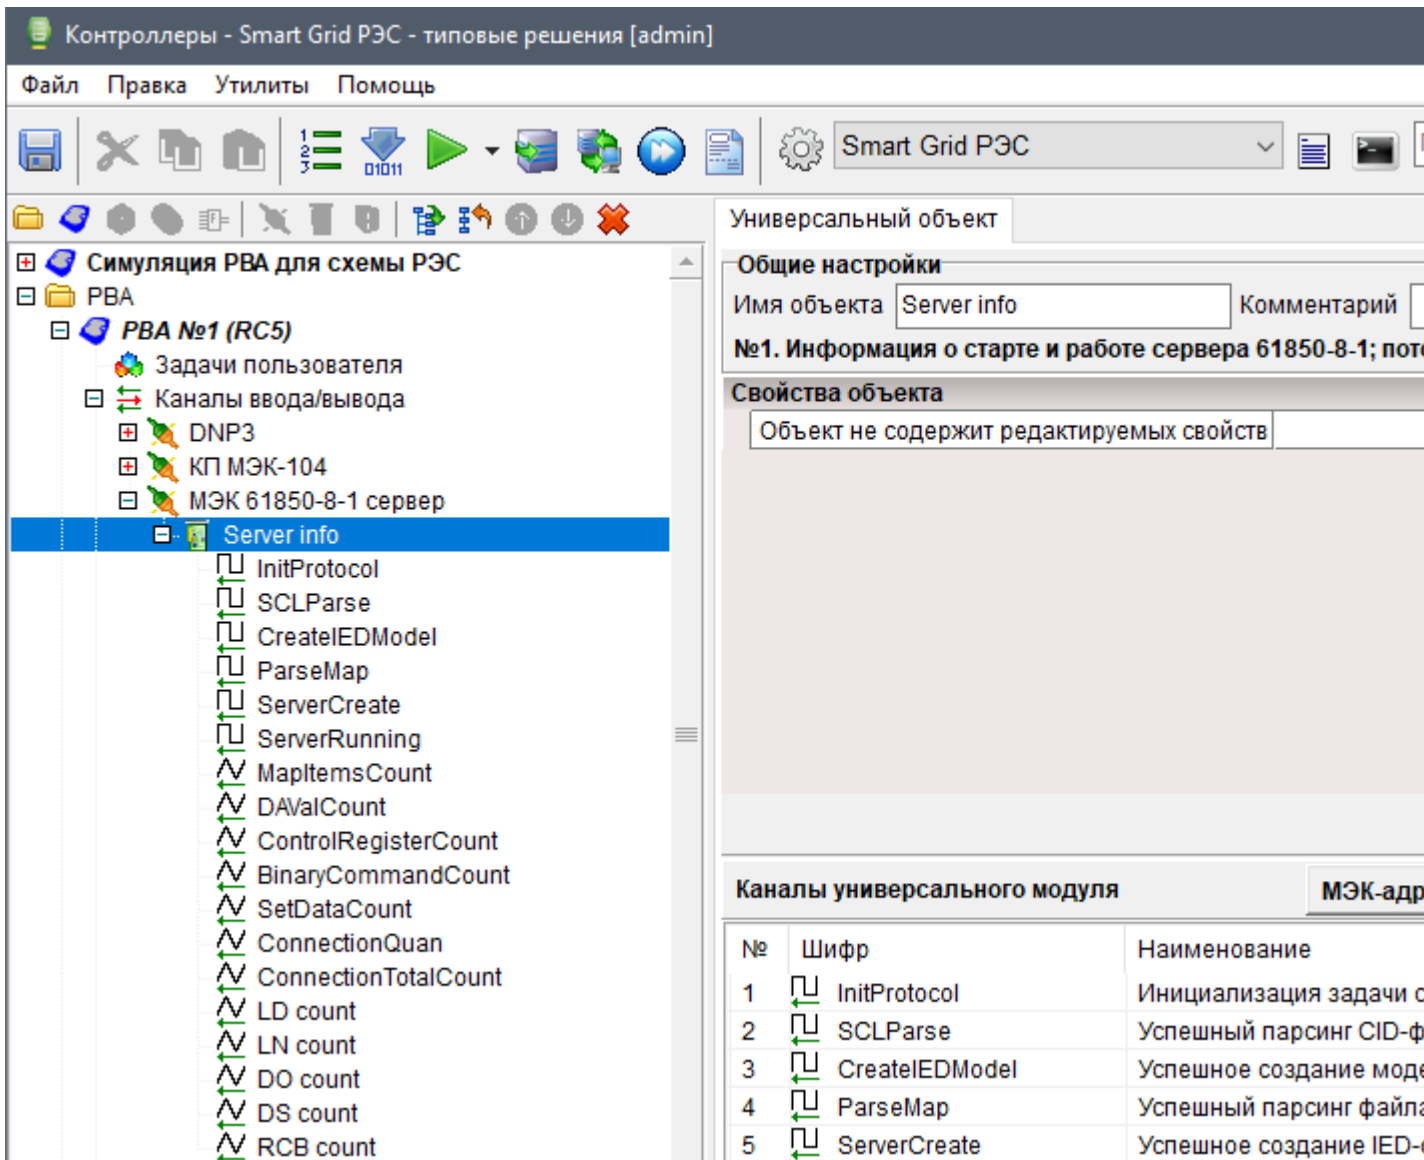 Контроллеры - Smart Grid РЭС - типовые решения [admin]
Файл Правка Утилиты Помощь
1 2 3 01011 Smart Grid РЭС
Универсальный объект
Симуляция РВА для схемы РЭС
РВА
РВА №1 (RC5)
Задачи пользователя
Каналы ввода/вывода
DNP3
КП МЭК-104
МЭК 61850-8-1 сервер
Server info
InitProtocol
SCLParse
CreateIEDModel
ParseMap
ServerCreate
ServerRunning
MapItemsCount
DAValCount
ControlRegisterCount
BinaryCommandCount
SetDataCount
ConnectionQuan
ConnectionTotalCount
LD count
LN count
DO count
DS count
RCB count
Общие настройки
Имя объекта Server info Комментарий
№1. Информация о старте и работе сервера 61850-8-1;
Свойства объекта
Объект не содержит редактируемых свойств
Каналы универсального модуля МЭК-адр
№ Шифр Наименование
1 InitProtocol Инициализация задачи
2 SCLParse Успешный парсинг CID-ф
3 CreateIEDModel Успешное создание мод
4 ParseMap Успешный парсинг файла
5 ServerCreate Успешное создание IED-